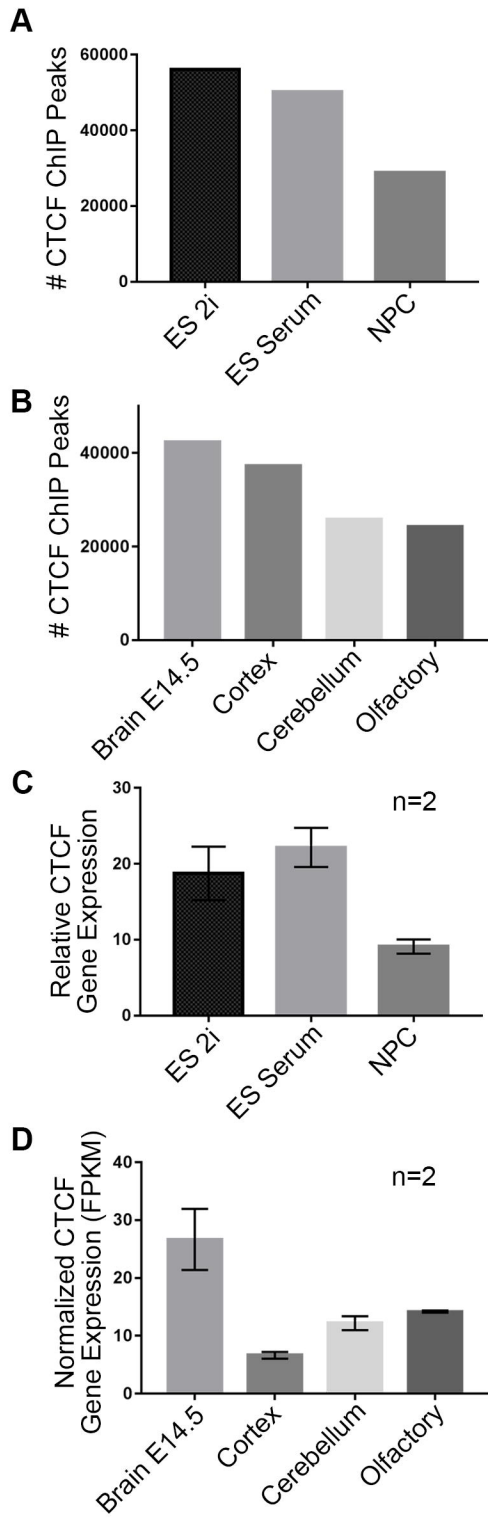 A
# CTCF ChIP Peaks
60000
40000
20000
0
ES 2i
ES Serum
NPC
B
# CTCF ChIP Peaks
40000
20000
0
Brain E14.5
Cortex
Cerebellum
Olfactory
C
Relative CTCF
Gene Expression
30
20
10
0
n=2
ES 2i
ES Serum
NPC
D
Normalized CTCF
Gene Expression (FPKM)
40
30
20
10
0
n=2
Brain E14.5
Cortex
Cerebellum
Olfactory